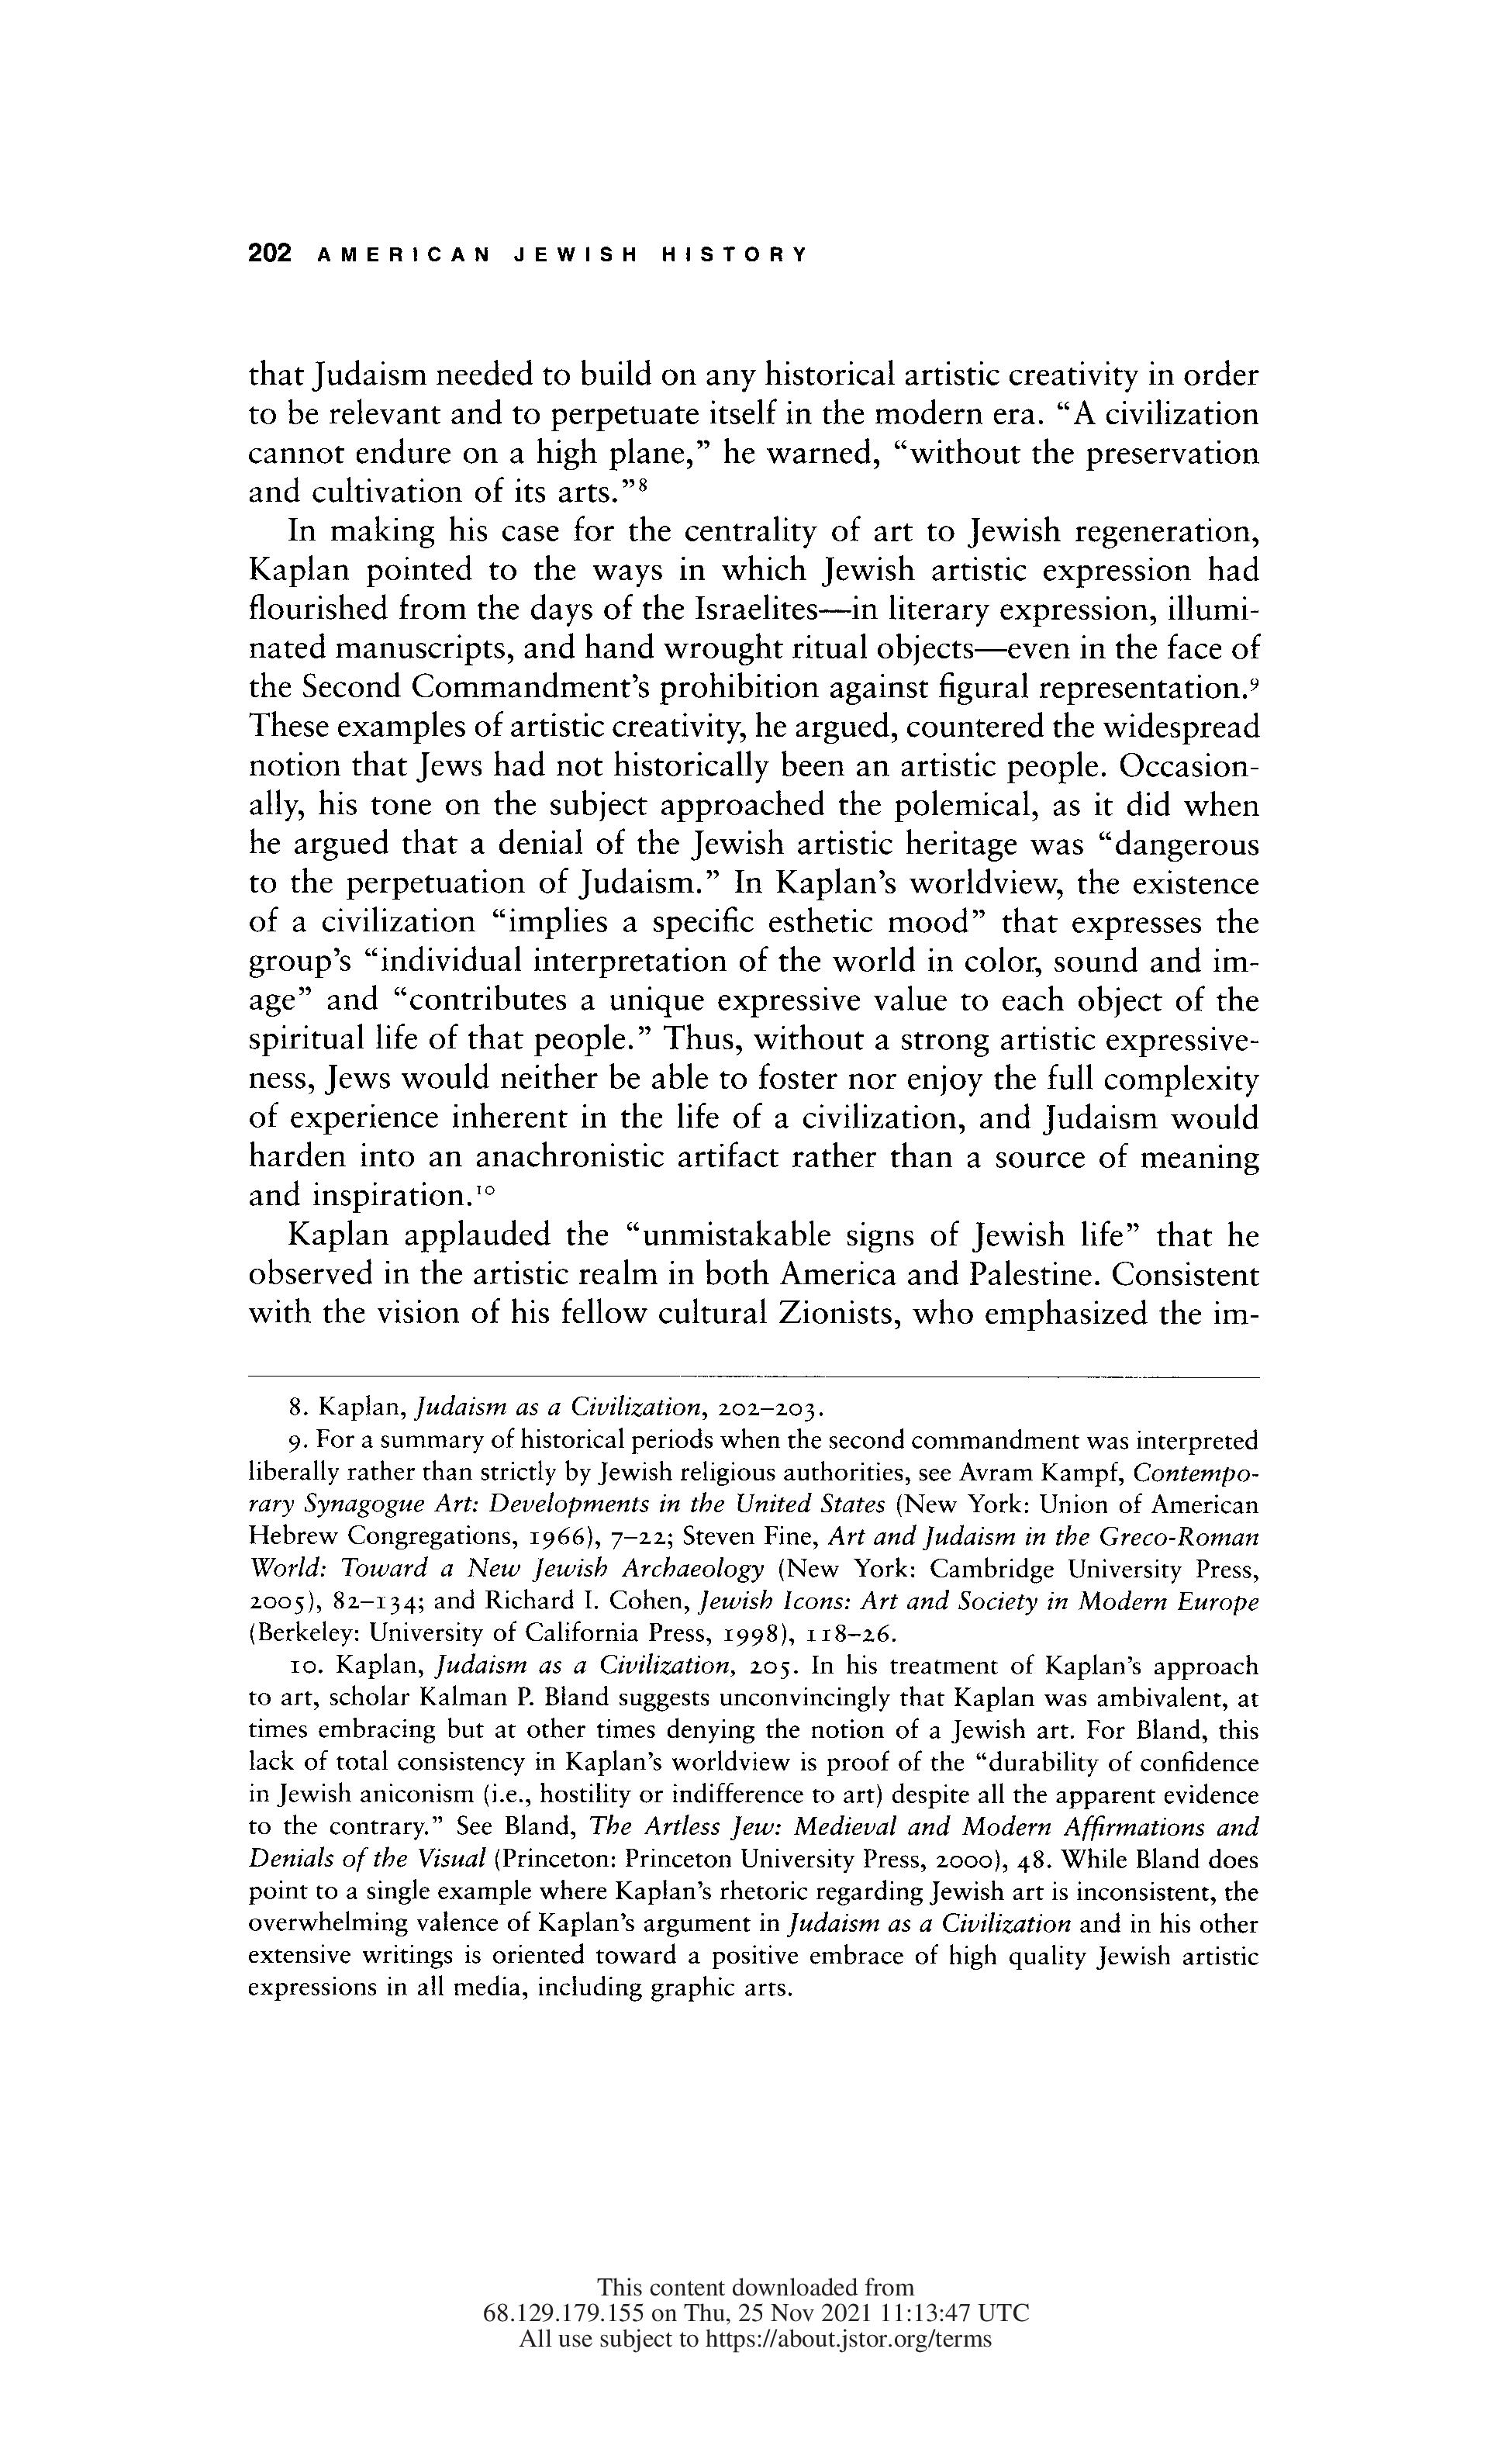 202 AMERICAN JEWISH HISTORY
that Judaism needed to build on any historical artistic creativity in order
to be relevant and to perpetuate itself in the modern era. “A civilization
cannot endure on a high plane,” he warned, “without the preservation
and cultivation of its arts.”⁸
In making his case for the centrality of art to Jewish regeneration,
Kaplan pointed to the ways in which Jewish artistic expression had
flourished from the days of the Israelites—in literary expression, illumi-
nated manuscripts, and hand wrought ritual objects—even in the face of
the Second Commandment’s prohibition against figural representation.⁹
These examples of artistic creativity, he argued, countered the widespread
notion that Jews had not historically been an artistic people. Occasion-
ally, his tone on the subject approached the polemical, as it did when
he argued that a denial of the Jewish artistic heritage was “dangerous
to the perpetuation of Judaism.” In Kaplan’s worldview, the existence
of a civilization “implies a specific esthetic mood” that expresses the
group’s “individual interpretation of the world in color, sound and im-
age” and “contributes a unique expressive value to each object of the
spiritual life of that people.” Thus, without a strong artistic expressive-
ness, Jews would neither be able to foster nor enjoy the full complexity
of experience inherent in the life of a civilization, and Judaism would
harden into an anachronistic artifact rather than a source of meaning
and inspiration.¹⁰
Kaplan applauded the “unmistakable signs of Jewish life” that he
observed in the artistic realm in both America and Palestine. Consistent
with the vision of his fellow cultural Zionists, who emphasized the im-
8. Kaplan, Judaism as a Civilization, 202–203.
9. For a summary of historical periods when the second commandment was interpreted
liberally rather than strictly by Jewish religious authorities, see Avram Kampf, Contempo-
rary Synagogue Art: Developments in the United States (New York: Union of American
Hebrew Congregations, 1966), 7–22; Steven Fine, Art and Judaism in the Greco-Roman
World: Toward a New Jewish Archaeology (New York: Cambridge University Press,
2005), 82–134; and Richard I. Cohen, Jewish Icons: Art and Society in Modern Europe
(Berkeley: University of California Press, 1998), 118–26.
10. Kaplan, Judaism as a Civilization, 205. In his treatment of Kaplan’s approach
to art, scholar Kalman P. Bland suggests unconvincingly that Kaplan was ambivalent, at
times embracing but at other times denying the notion of a Jewish art. For Bland, this
lack of total consistency in Kaplan’s worldview is proof of the “durability of confidence
in Jewish aniconism (i.e., hostility or indifference to art) despite all the apparent evidence
to the contrary.” See Bland, The Artless Jew: Medieval and Modern Affirmations and
Denials of the Visual (Princeton: Princeton University Press, 2000), 48. While Bland does
point to a single example where Kaplan’s rhetoric regarding Jewish art is inconsistent, the
overwhelming valence of Kaplan’s argument in Judaism as a Civilization and in his other
extensive writings is oriented toward a positive embrace of high quality Jewish artistic
expressions in all media, including graphic arts.
This content downloaded from
68.129.179.155 on Thu, 25 Nov 2021 11:13:47 UTC
All use subject to https://about.jstor.org/terms